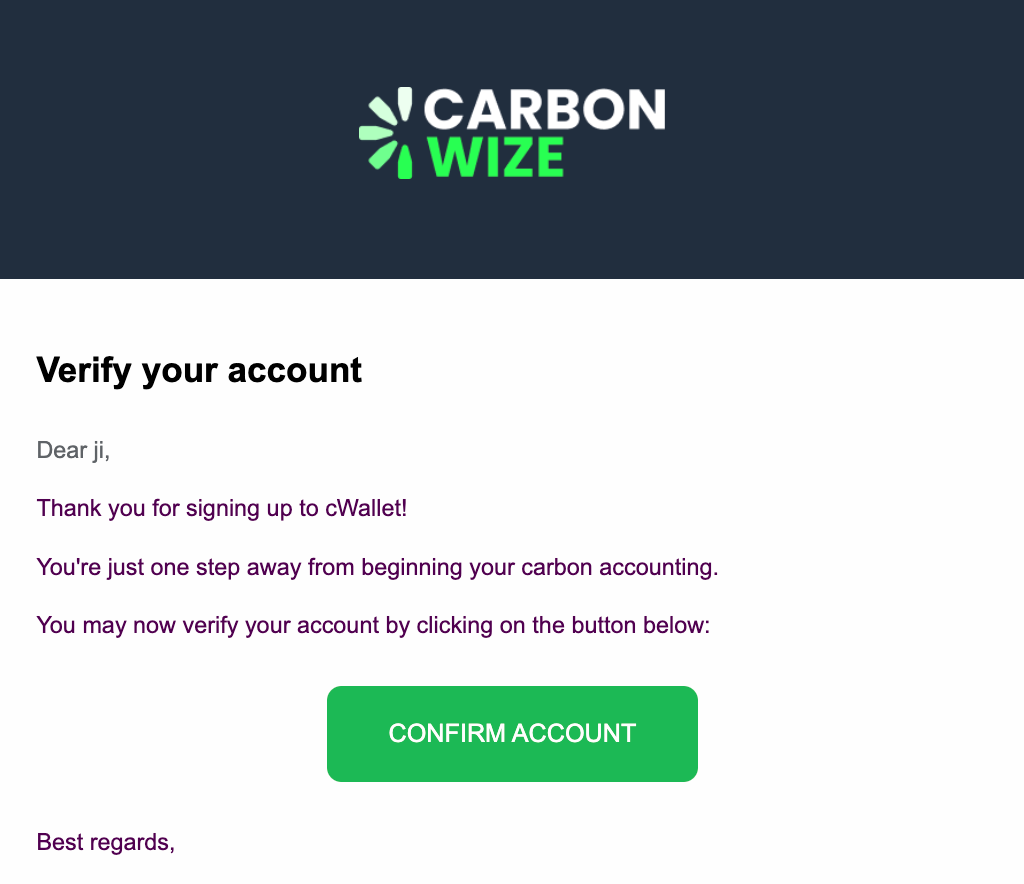 CARBON
WIZE
Verify your account
Dear ji,
Thank you for signing up to cWallet!
You're just one step away from beginning your carbon accounting.
You may now verify your account by clicking on the button below:
CONFIRM ACCOUNT
Best regards,